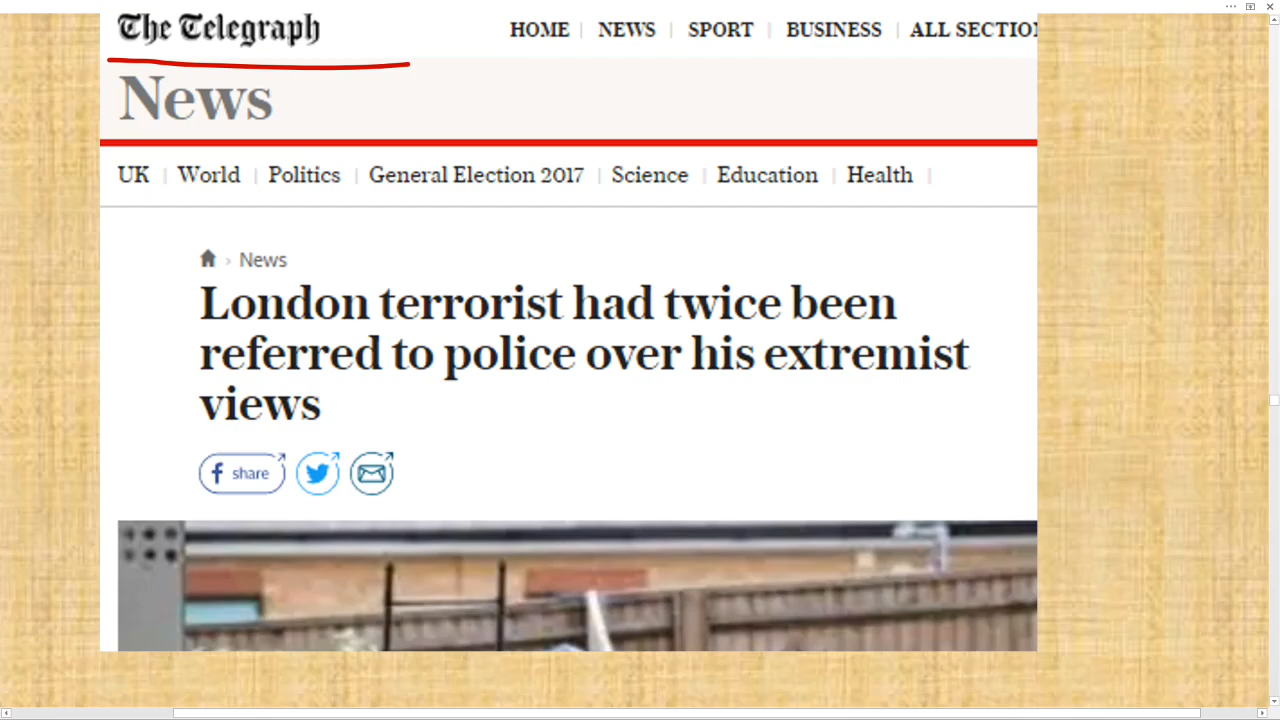 The Telegraph
HOME NEWS SPORT BUSINESS ALL SECTIO
News
UK World Politics General Election 2017 Science Education Health
News
London terrorist had twice been
referred to police over his extremist
views
share